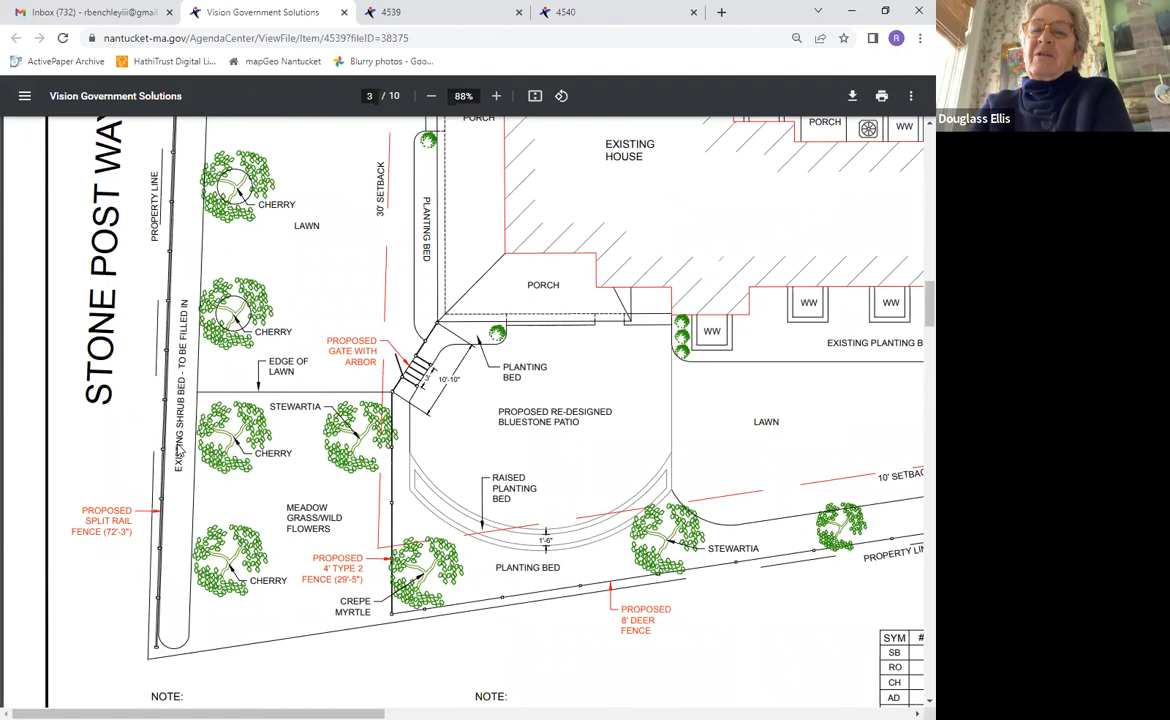 Inbox (732) - rbenchleyiii@gmail
Vision Government Solutions
4539
4540
nantucket-ma.gov/AgendaCenter/ViewFile/Item/4539?fileID=38375
R
ActivePaper Archive
HathiTrust Digital Li...
mapGeo Nantucket
Blurry photos - Goo...
Vision Government Solutions
3 / 10
88%
Douglass Ellis
STONE POST WAY
PROPERTY LINE
CHERRY
LAWN
30' SETBACK
PLANTING BED
PORCH
EXISTING
HOUSE
PORCH
WW
PORCH
WW
WW
WW
EXISTING PLANTING B
CHERRY
EXISTING SHRUB BED - TO BE FILLED IN
EDGE OF
LAWN
PROPOSED
GATE WITH
ARBOR
3'
10'-10"
PLANTING
BED
STEWARTIA
PROPOSED RE-DESIGNED
BLUESTONE PATIO
LAWN
CHERRY
RAISED
PLANTING
BED
10' SETBACK
PROPOSED
SPLIT RAIL
FENCE (72'-3")
MEADOW
GRASS/WILD
FLOWERS
1'-6"
STEWARTIA
PROPERTY LIN
PROPOSED
4' TYPE 2
FENCE (29'-5")
PLANTING BED
CHERRY
CREPE
MYRTLE
PROPOSED
8' DEER
FENCE
SYM #
SB
RO
CH
AD
NOTE:
NOTE: